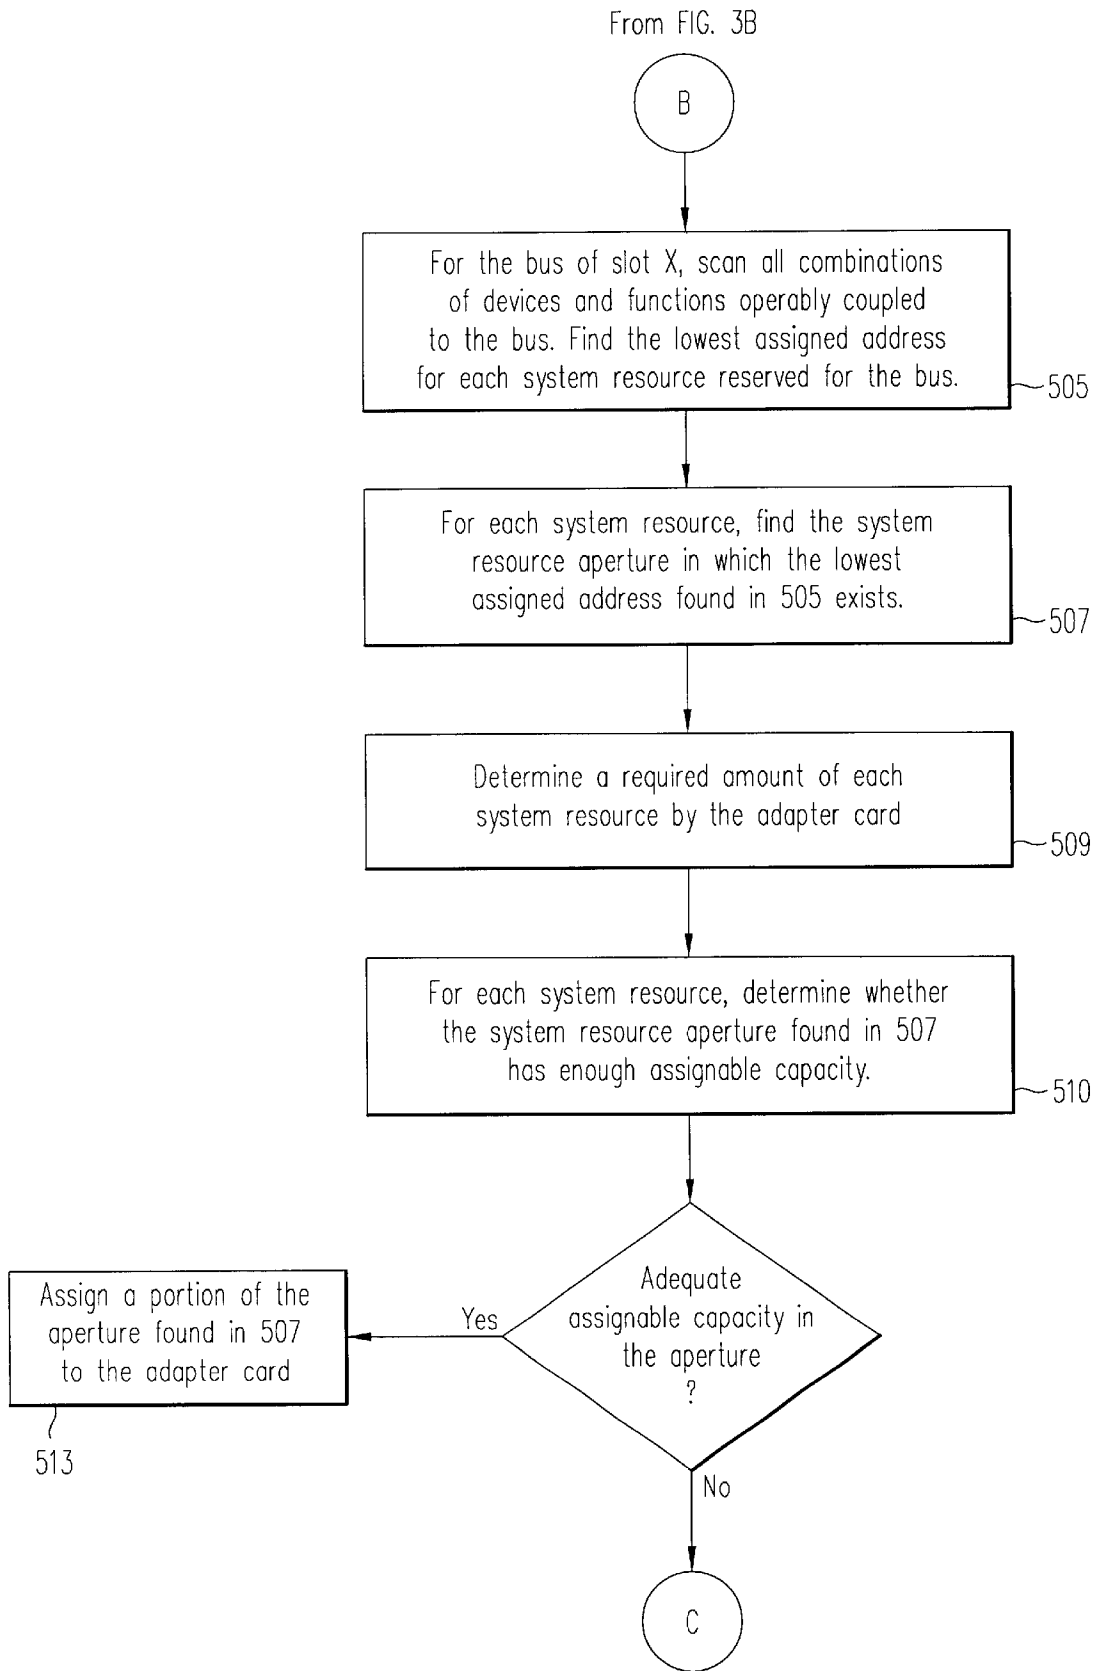 From FIG. 3B
B
For the bus of slot X, scan all combinations
of devices and functions operably coupled
to the bus. Find the lowest assigned address
for each system resource reserved for the bus.
505
For each system resource, find the system
resource aperture in which the lowest
assigned address found in 505 exists.
507
Determine a required amount of each
system resource by the adapter card
509
For each system resource, determine whether
the system resource aperture found in 507
has enough assignable capacity.
510
Adequate
assignable capacity in
the aperture
?
Yes
Assign a portion of the
aperture found in 507
to the adapter card
513
No
C